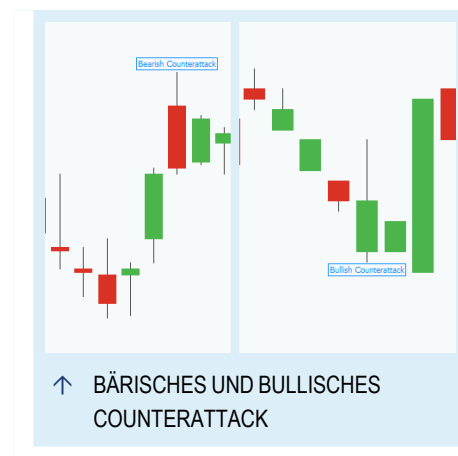 Bearish Counterattack
Bullish Counterattack
↑ BÄRISCHES UND BULLISCHES
COUNTERATTACK